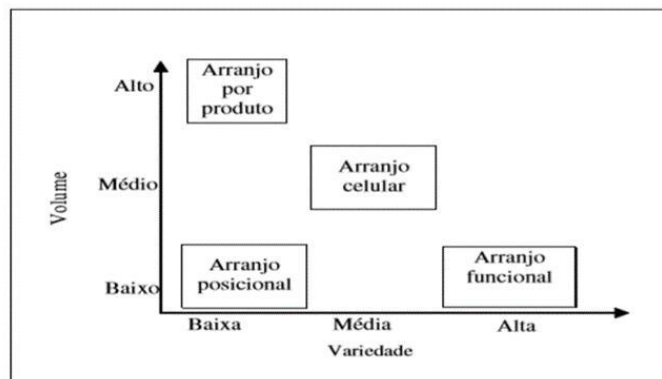 Alto
Arranjo
por
produto
Volume
Médio
Arranjo
celular
Baixo
Arranjo
posicional
Arranjo
funcional
Baixa
Média
Alta
Variedade